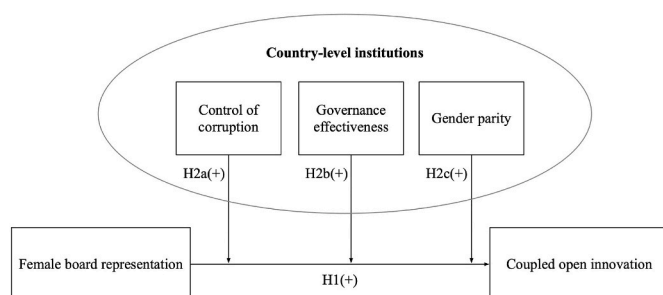 Country-level institutions
Control of
corruption
Governance
effectiveness
Gender parity
H2a(+)
H2b(+)
H2c(+)
Female board representation
Coupled open innovation
H1(+)